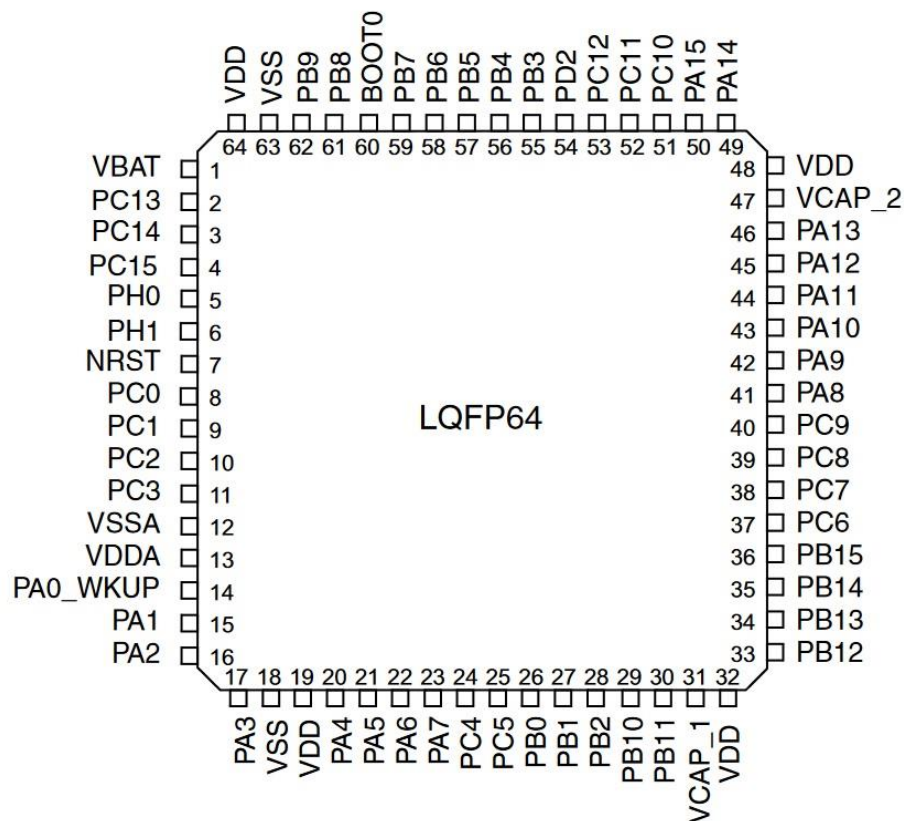 VDD VSS PB9 PB8 BOOT0 PB7 PB6 PB5 PB4 PB3 PD2 PC12 PC11 PC10 PA15 PA14
64 63 62 61 60 59 58 57 56 55 54 53 52 51 50 49
VBAT 1 48 VDD
PC13 2 47 VCAP_2
PC14 3 46 PA13
PC15 4 45 PA12
PH0 5 44 PA11
PH1 6 43 PA10
NRST 7 42 PA9
PC0 8 41 PA8
LQFP64
PC1 9 40 PC9
PC2 10 39 PC8
PC3 11 38 PC7
VSSA 12 37 PC6
VDDA 13 36 PB15
PA0_WKUP 14 35 PB14
PA1 15 34 PB13
PA2 16 33 PB12
17 18 19 20 21 22 23 24 25 26 27 28 29 30 31 32
PA3 VSS VDD PA4 PA5 PA6 PA7 PC4 PC5 PB0 PB1 PB2 PB10 PB11 VCAP_1 VDD